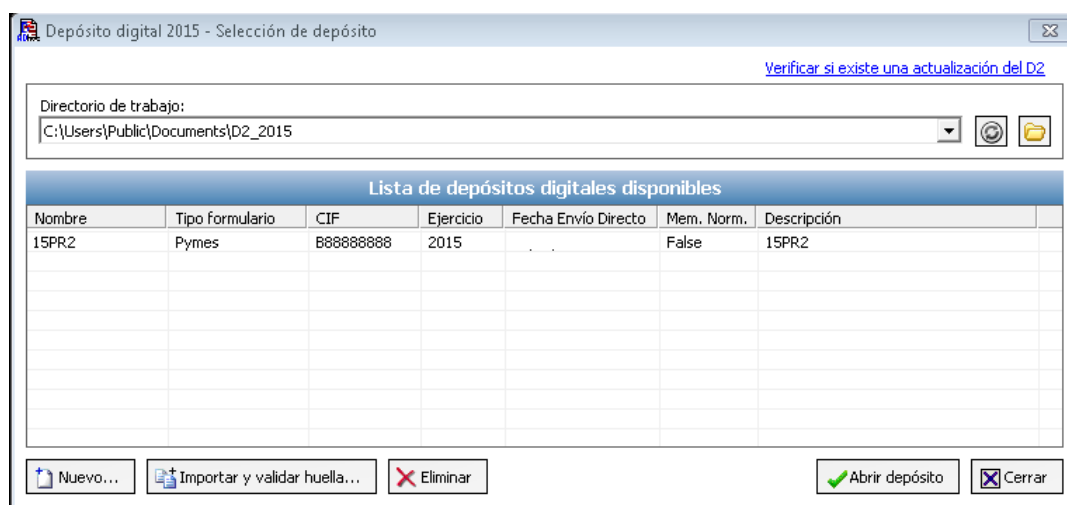 Depósito digital 2015 - Selección de depósito
Verificar si existe una actualización del D2
Directorio de trabajo:
C:\Users\Public\Documents\D2_2015
Lista de depósitos digitales disponibles
Nombre Tipo formulario CIF Ejercicio Fecha Envío Directo Mem. Norm. Descripción
15PR2 Pymes B88888888 2015 . . False 15PR2
Nuevo... Importar y validar huella... Eliminar Abrir depósito Cerrar